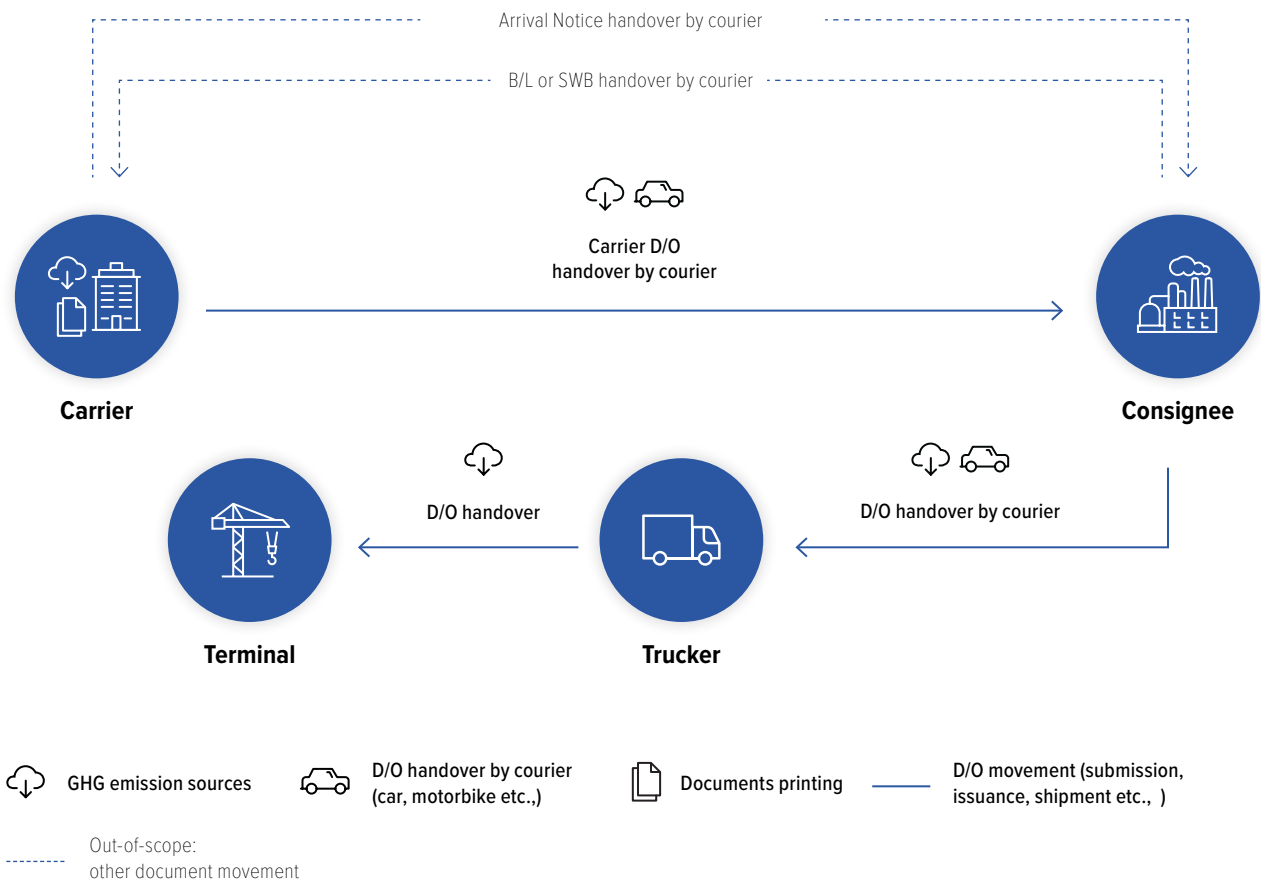 Arrival Notice handover by courier
B/L or SWB handover by courier
Carrier D/O
handover by courier
Carrier
Consignee
D/O handover
D/O handover by courier
Terminal
Trucker
GHG emission sources
D/O handover by courier
(car, motorbike etc.,)
Documents printing
D/O movement (submission,
issuance, shipment etc., )
Out-of-scope:
other document movement